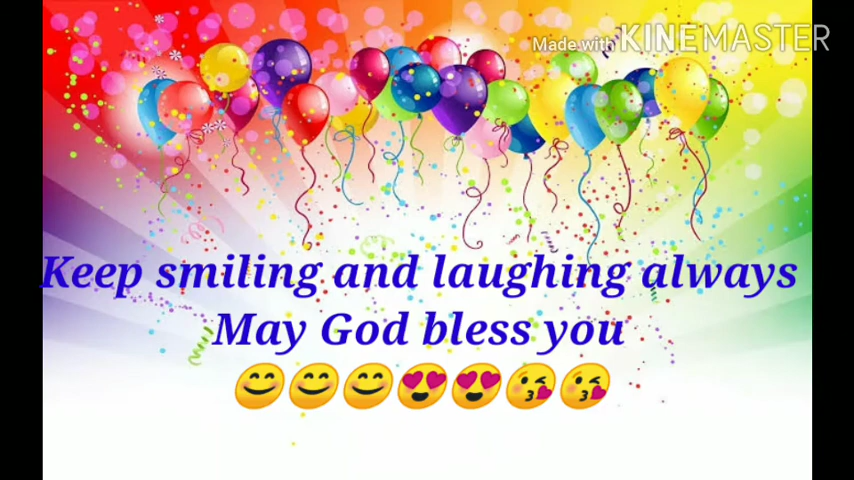 Made with KINEMASTER
Keep smiling and laughing always
May God bless you
😊😊😊😍😍😘😘